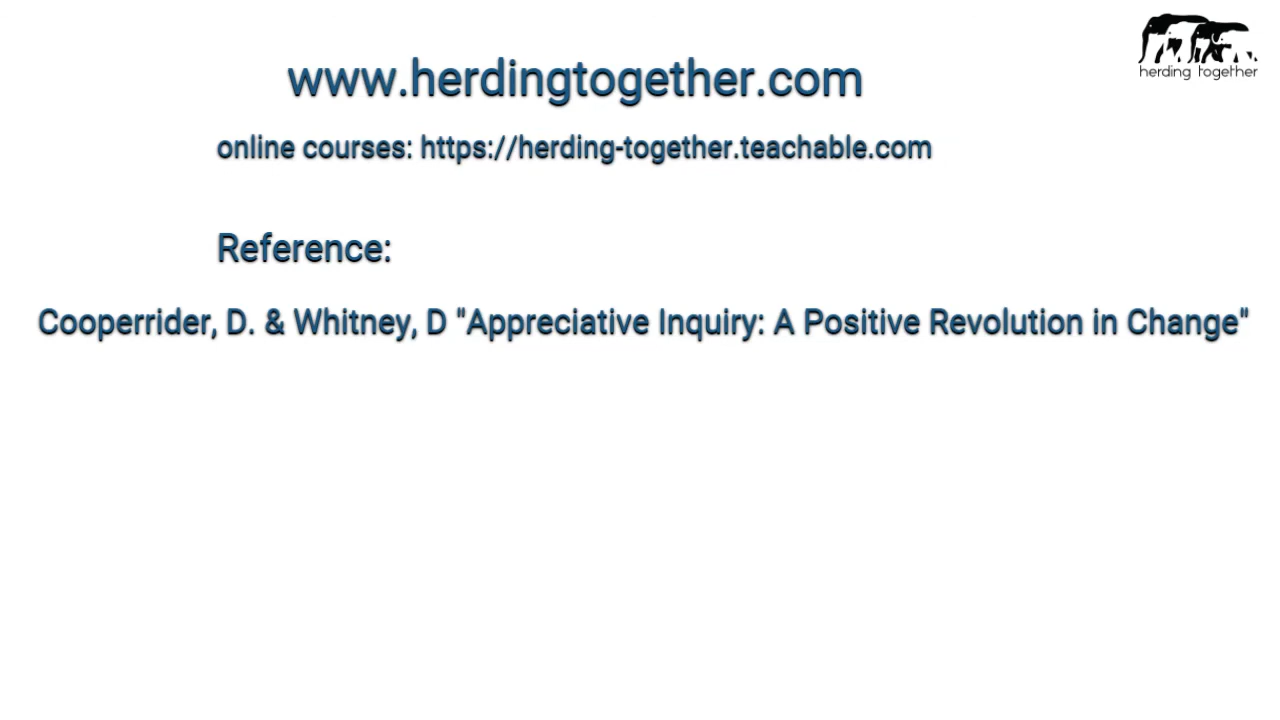 herding together
www.herdingtogether.com
online courses: https://herding-together.teachable.com
Reference:
Cooperrider, D. & Whitney, D "Appreciative Inquiry: A Positive Revolution in Change"